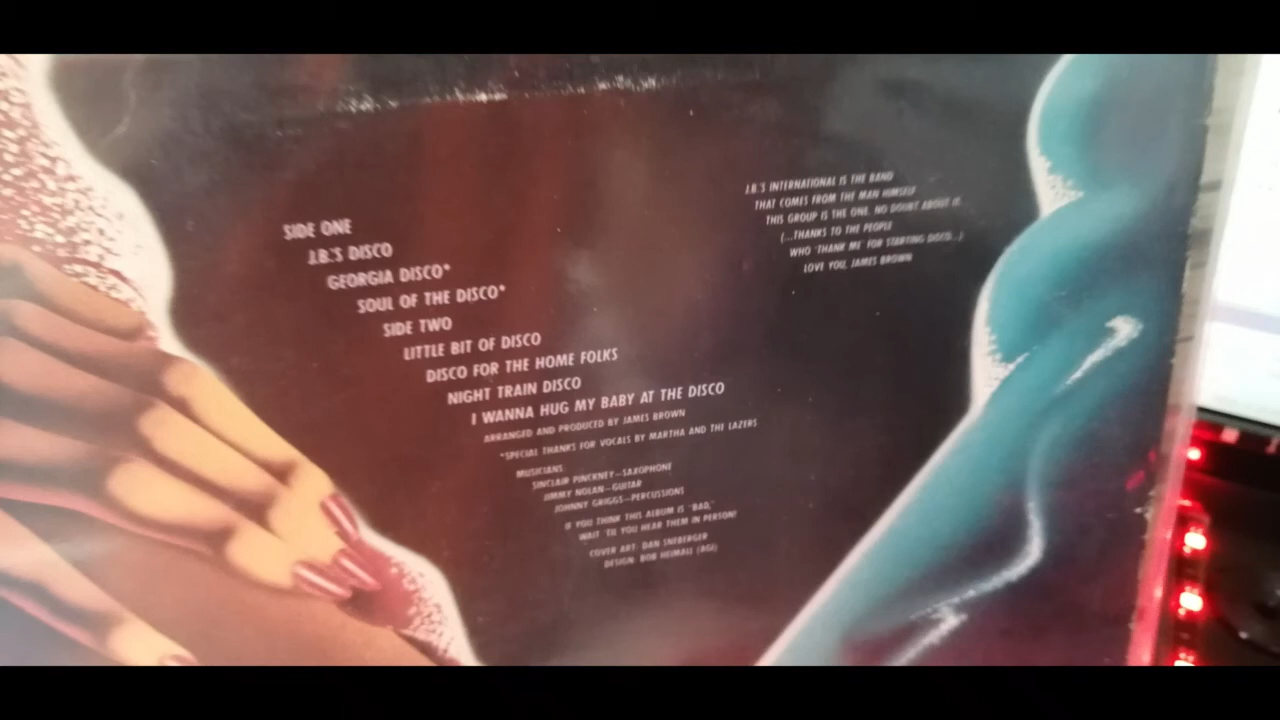 SIDE ONE
J.B.'S DISCO
GEORGIA DISCO*
SOUL OF THE DISCO*
SIDE TWO
LITTLE BIT OF DISCO
DISCO FOR THE HOME FOLKS
NIGHT TRAIN DISCO
I WANNA HUG MY BABY AT THE DISCO
ARRANGED AND PRODUCED BY JAMES BROWN
*SPECIAL THANKS FOR VOCALS BY MARTHA AND THE LAZERS
MUSICIANS:
SINCLAIR PINCKNEY—SAXOPHONE
JIMMY NOLAN—GUITAR
JOHNNY GRIGGS—PERCUSSIONS
IF YOU THINK THIS ALBUM IS "BAD,"
WAIT 'TIL YOU HEAR THEM IN PERSON!
COVER ART: DAN SNEBERGER
DESIGN: BOB HEIMALL (AGI)
J.B.'S INTERNATIONAL IS THE BAND
THAT COMES FROM THE MAN HIMSELF
THIS GROUP IS THE ONE, NO DOUBT ABOUT IT.
(...THANKS TO THE PEOPLE
WHO 'THANK ME' FOR STARTING DISCO...)
LOVE YOU, JAMES BROWN